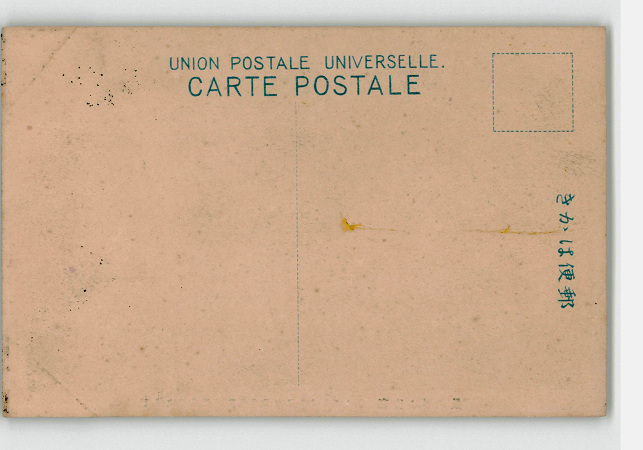 UNION POSTALE UNIVERSELLE.
CARTE POSTALE
きかは便郵